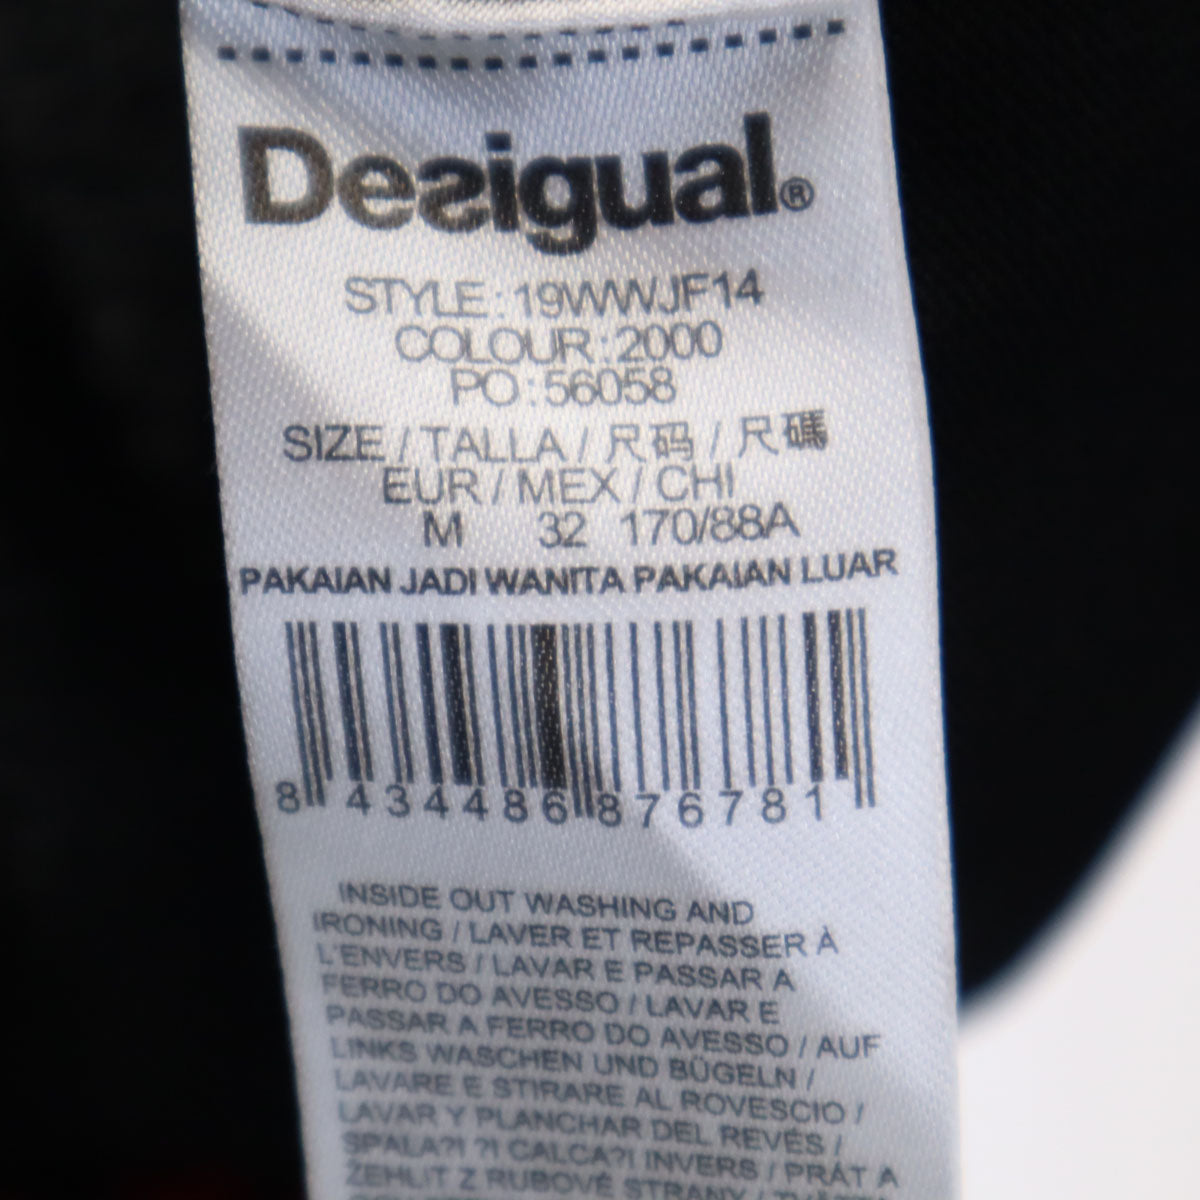 Desigual®
STYLE: 19WWJF14
COLOUR: 2000
PO: 56058
SIZE / TALLA / 尺码 / 尺碼
EUR / MEX / CHI
M 32 170/88A
PAKAIAN JADI WANITA PAKAIAN LUAR
8 434486 876781
INSIDE OUT WASHING AND
IRONING / LAVER ET REPASSER À
L'ENVERS / LAVAR E PASSAR A
FERRO DO AVESSO / LAVAR E
PASSAR A FERRO DO AVESSO / AUF
LINKS WASCHEN UND BÜGELN /
LAVARE E STIRARE AL ROVESCIO /
LAVAR Y PLANCHAR DEL REVÉS /
SPALA?I ?I CALCA?I INVERS / PRÁT A
ŽEHLIT Z RUBOVÉ STRANY /